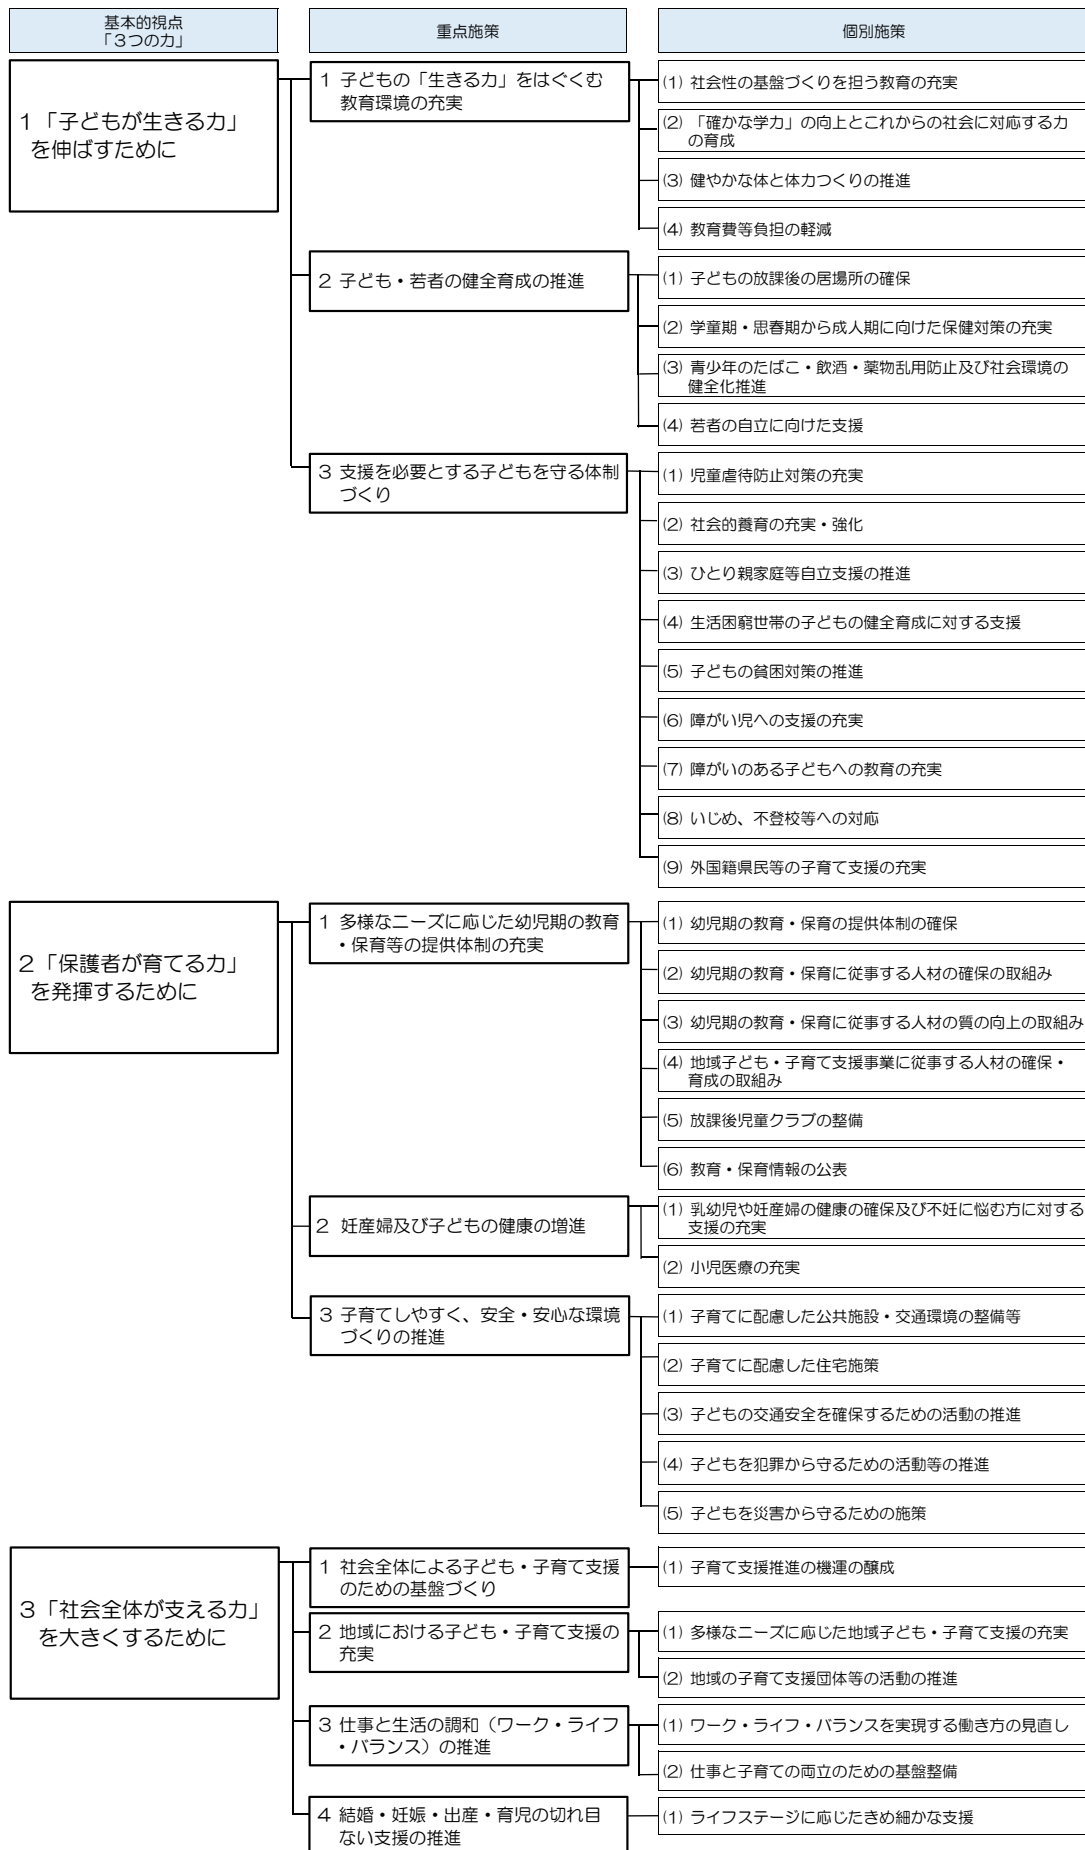 基本的視点
「３つの力」
重点施策
個別施策
１「子どもが生きる力」
を伸ばすために
１ 子どもの「生きる力」をはぐくむ
教育環境の充実
(1) 社会性の基盤づくりを担う教育の充実
(2) 「確かな学力」の向上とこれからの社会に対応する力
の育成
(3) 健やかな体と体力つくりの推進
(4) 教育費等負担の軽減
２ 子ども・若者の健全育成の推進
(1) 子どもの放課後の居場所の確保
(2) 学童期・思春期から成人期に向けた保健対策の充実
(3) 青少年のたばこ・飲酒・薬物乱用防止及び社会環境の
健全化推進
(4) 若者の自立に向けた支援
３ 支援を必要とする子どもを守る体制
づくり
(1) 児童虐待防止対策の充実
(2) 社会的養育の充実・強化
(3) ひとり親家庭等自立支援の推進
(4) 生活困窮世帯の子どもの健全育成に対する支援
(5) 子どもの貧困対策の推進
(6) 障がい児への支援の充実
(7) 障がいのある子どもへの教育の充実
(8) いじめ、不登校等への対応
(9) 外国籍県民等の子育て支援の充実
２「保護者が育てる力」
を発揮するために
１ 多様なニーズに応じた幼児期の教育
・保育等の提供体制の充実
(1) 幼児期の教育・保育の提供体制の確保
(2) 幼児期の教育・保育に従事する人材の確保の取組み
(3) 幼児期の教育・保育に従事する人材の質の向上の取組み
(4) 地域子ども・子育て支援事業に従事する人材の確保・
育成の取組み
(5) 放課後児童クラブの整備
(6) 教育・保育情報の公表
２ 妊産婦及び子どもの健康の増進
(1) 乳幼児や妊産婦の健康の確保及び不妊に悩む方に対する
支援の充実
(2) 小児医療の充実
３ 子育てしやすく、安全・安心な環境
づくりの推進
(1) 子育てに配慮した公共施設・交通環境の整備等
(2) 子育てに配慮した住宅施策
(3) 子どもの交通安全を確保するための活動の推進
(4) 子どもを犯罪から守るための活動等の推進
(5) 子どもを災害から守るための施策
３「社会全体が支える力」
を大きくするために
１ 社会全体による子ども・子育て支援
のための基盤づくり
(1) 子育て支援推進の機運の醸成
２ 地域における子ども・子育て支援の
充実
(1) 多様なニーズに応じた地域子ども・子育て支援の充実
(2) 地域の子育て支援団体等の活動の推進
３ 仕事と生活の調和（ワーク・ライフ
・バランス）の推進
(1) ワーク・ライフ・バランスを実現する働き方の見直し
(2) 仕事と子育ての両立のための基盤整備
４ 結婚・妊娠・出産・育児の切れ目
ない支援の推進
(1) ライフステージに応じたきめ細かな支援